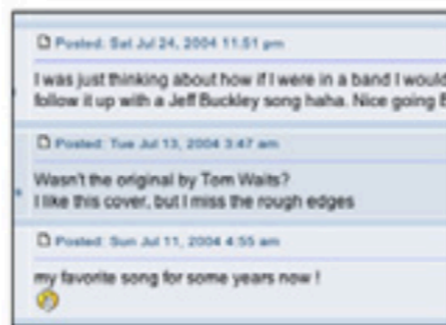 Posted: Sat Jul 24, 2004 11:51 pm
I was just thinking about how if I were in a band I would
follow it up with a Jeff Buckley song haha. Nice going
Posted: Tue Jul 13, 2004 3:47 am
Wasn't the original by Tom Waits?
I like this cover, but I miss the rough edges
Posted: Sun Jul 11, 2004 4:55 am
my favorite song for some years now !